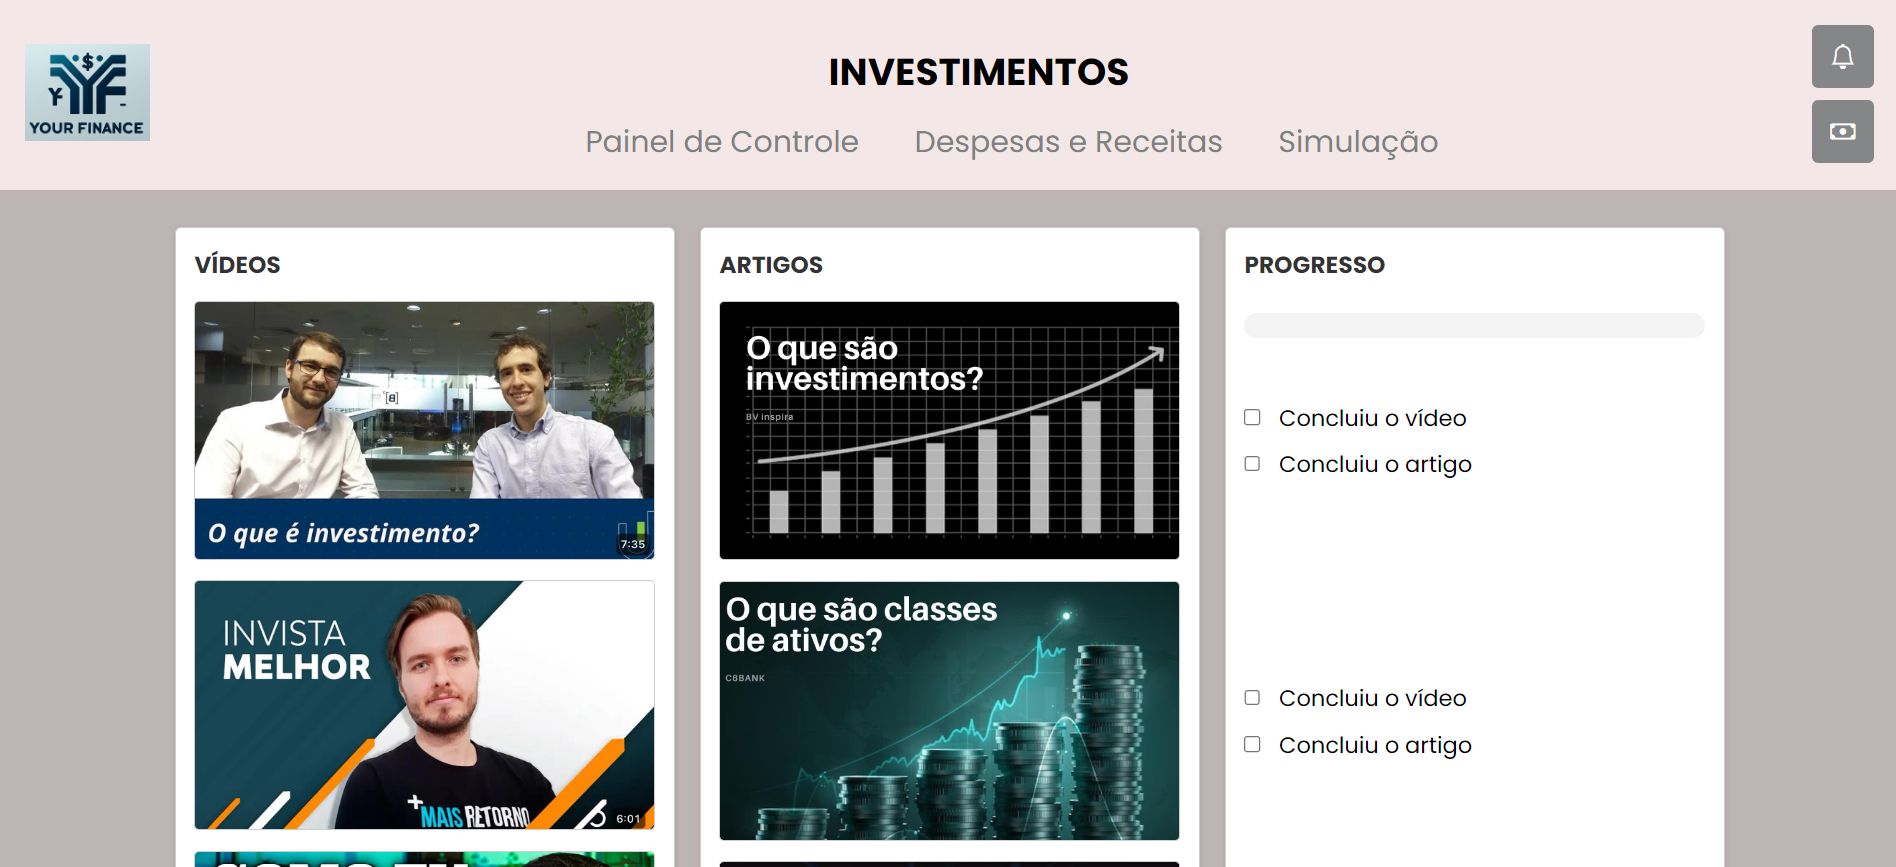 YOUR FINANCE
INVESTIMENTOS
Painel de Controle
Despesas e Receitas
Simulação
VÍDEOS
O que é investimento?
7:35
INVISTA
MELHOR
+MAIS RETORNO
6:01
ARTIGOS
O que são
investimentos?
BV inspira
O que são classes
de ativos?
C6BANK
PROGRESSO
Concluiu o vídeo
Concluiu o artigo
Concluiu o vídeo
Concluiu o artigo